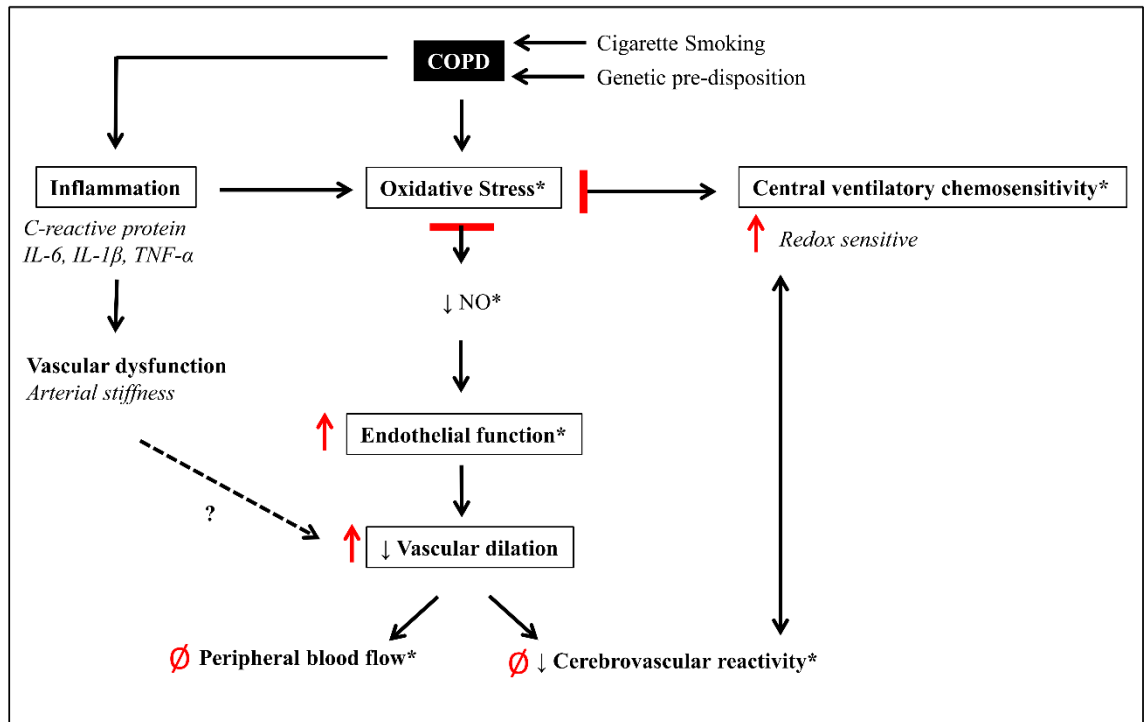 COPD
Cigarette Smoking
Genetic pre-disposition
Inflammation
Oxidative Stress*
Central ventilatory chemosensitivity*
C-reactive protein
IL-6, IL-1β, TNF-α
Redox sensitive
↓ NO*
Vascular dysfunction
Arterial stiffness
Endothelial function*
?
↓ Vascular dilation
Ø Peripheral blood flow*
Ø ↓ Cerebrovascular reactivity*